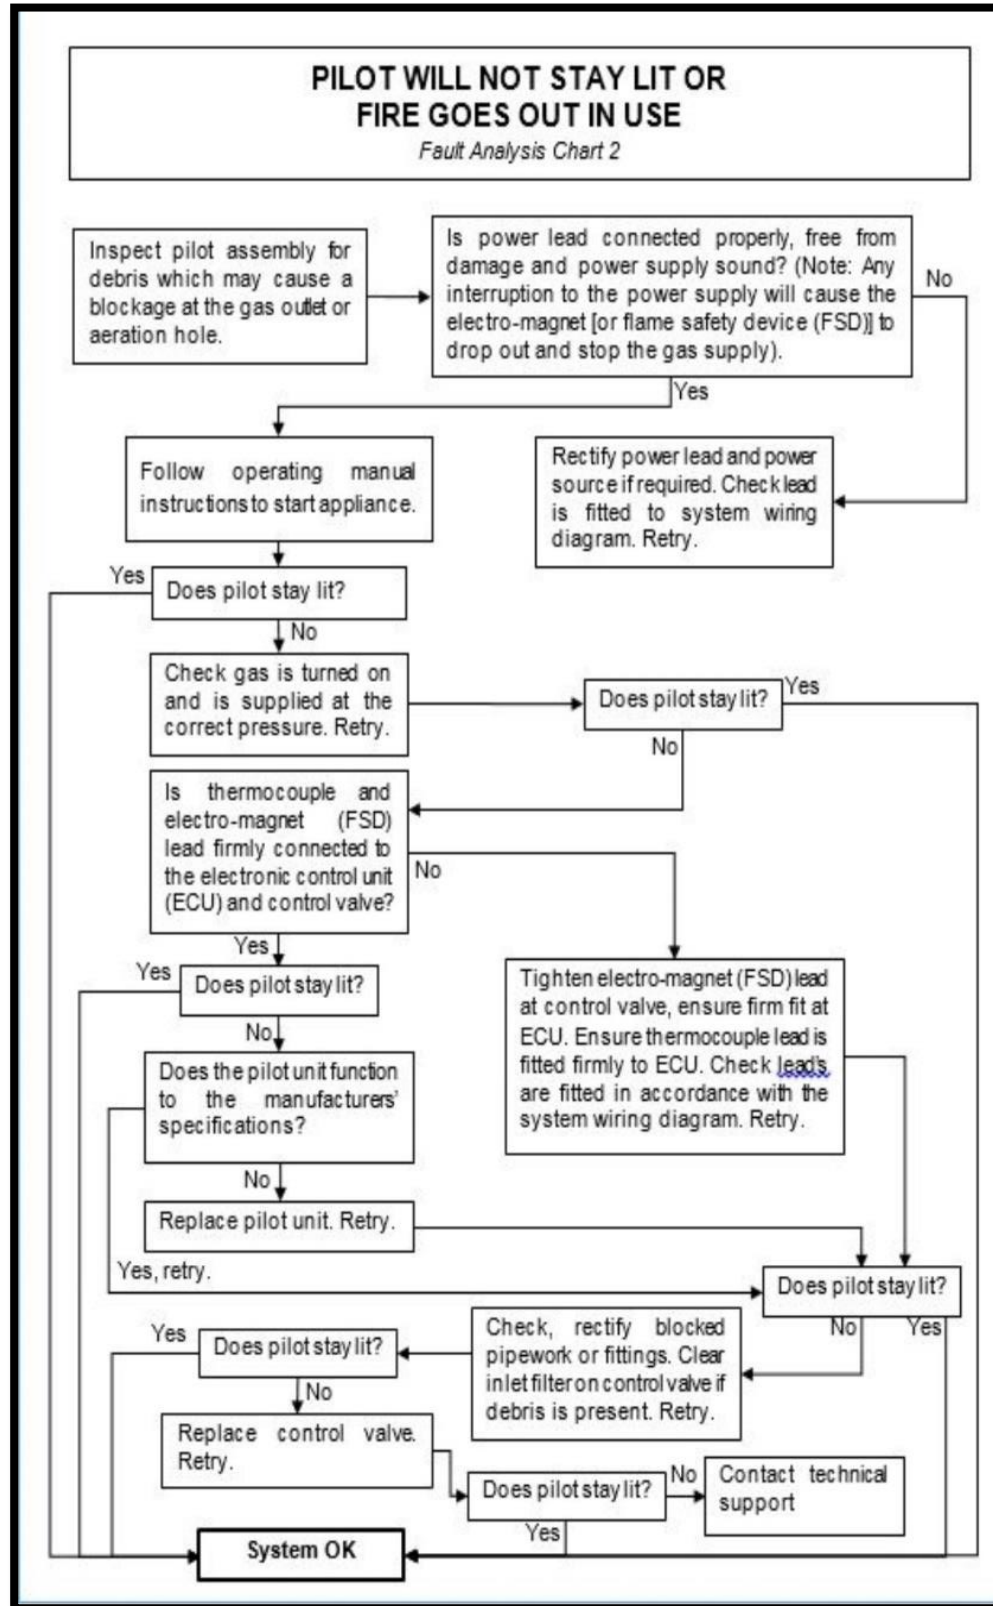 PILOT WILL NOT STAY LIT OR
FIRE GOES OUT IN USE
Fault Analysis Chart 2
Inspect pilot assembly for
debris which may cause a
blockage at the gas outlet or
aeration hole.
Is power lead connected properly, free from
damage and power supply sound? (Note: Any
interruption to the power supply will cause the
electro-magnet [or flame safety device (FSD)] to
drop out and stop the gas supply).
No
Yes
Follow operating manual
instructions to start appliance.
Rectify power lead and power
source if required. Check lead
is fitted to system wiring
diagram. Retry.
Yes
Does pilot stay lit?
No
Check gas is turned on
and is supplied at the
correct pressure. Retry.
Does pilot stay lit?
Yes
No
Is thermocouple and
electro-magnet (FSD)
lead firmly connected to
the electronic control unit
(ECU) and control valve?
No
Yes
Yes
Does pilot stay lit?
No
Tighten electro-magnet (FSD) lead
at control valve, ensure firm fit at
ECU. Ensure thermocouple lead is
fitted firmly to ECU. Check lead's
are fitted in accordance with the
system wiring diagram. Retry.
Does the pilot unit function
to the manufacturers'
specifications?
No
Replace pilot unit. Retry.
Yes, retry.
Does pilot stay lit?
No
Yes
Check, rectify blocked
pipework or fittings. Clear
inlet filter on control valve if
debris is present. Retry.
Yes
Does pilot stay lit?
No
Replace control valve.
Retry.
Does pilot stay lit?
No
Contact technical
support
Yes
System OK